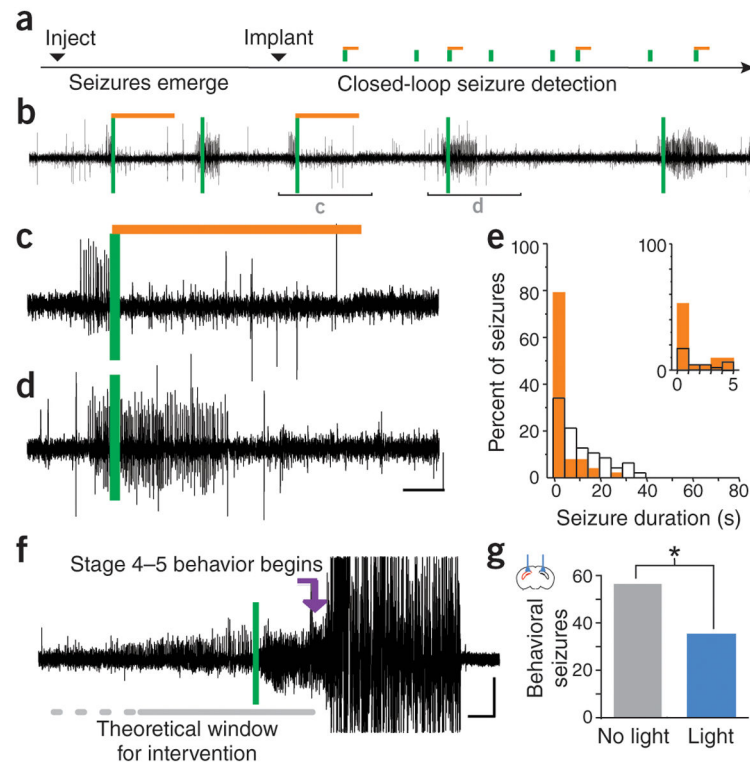 a
Inject
Implant
Seizures emerge
Closed-loop seizure detection
b
c
d
c
d
e
Percent of seizures
100
80
60
40
20
0
0
20
40
60
80
Seizure duration (s)
100
0
0
5
f
Stage 4–5 behavior begins
Theoretical window
for intervention
g
*
Behavioral
seizures
60
40
20
0
No light
Light